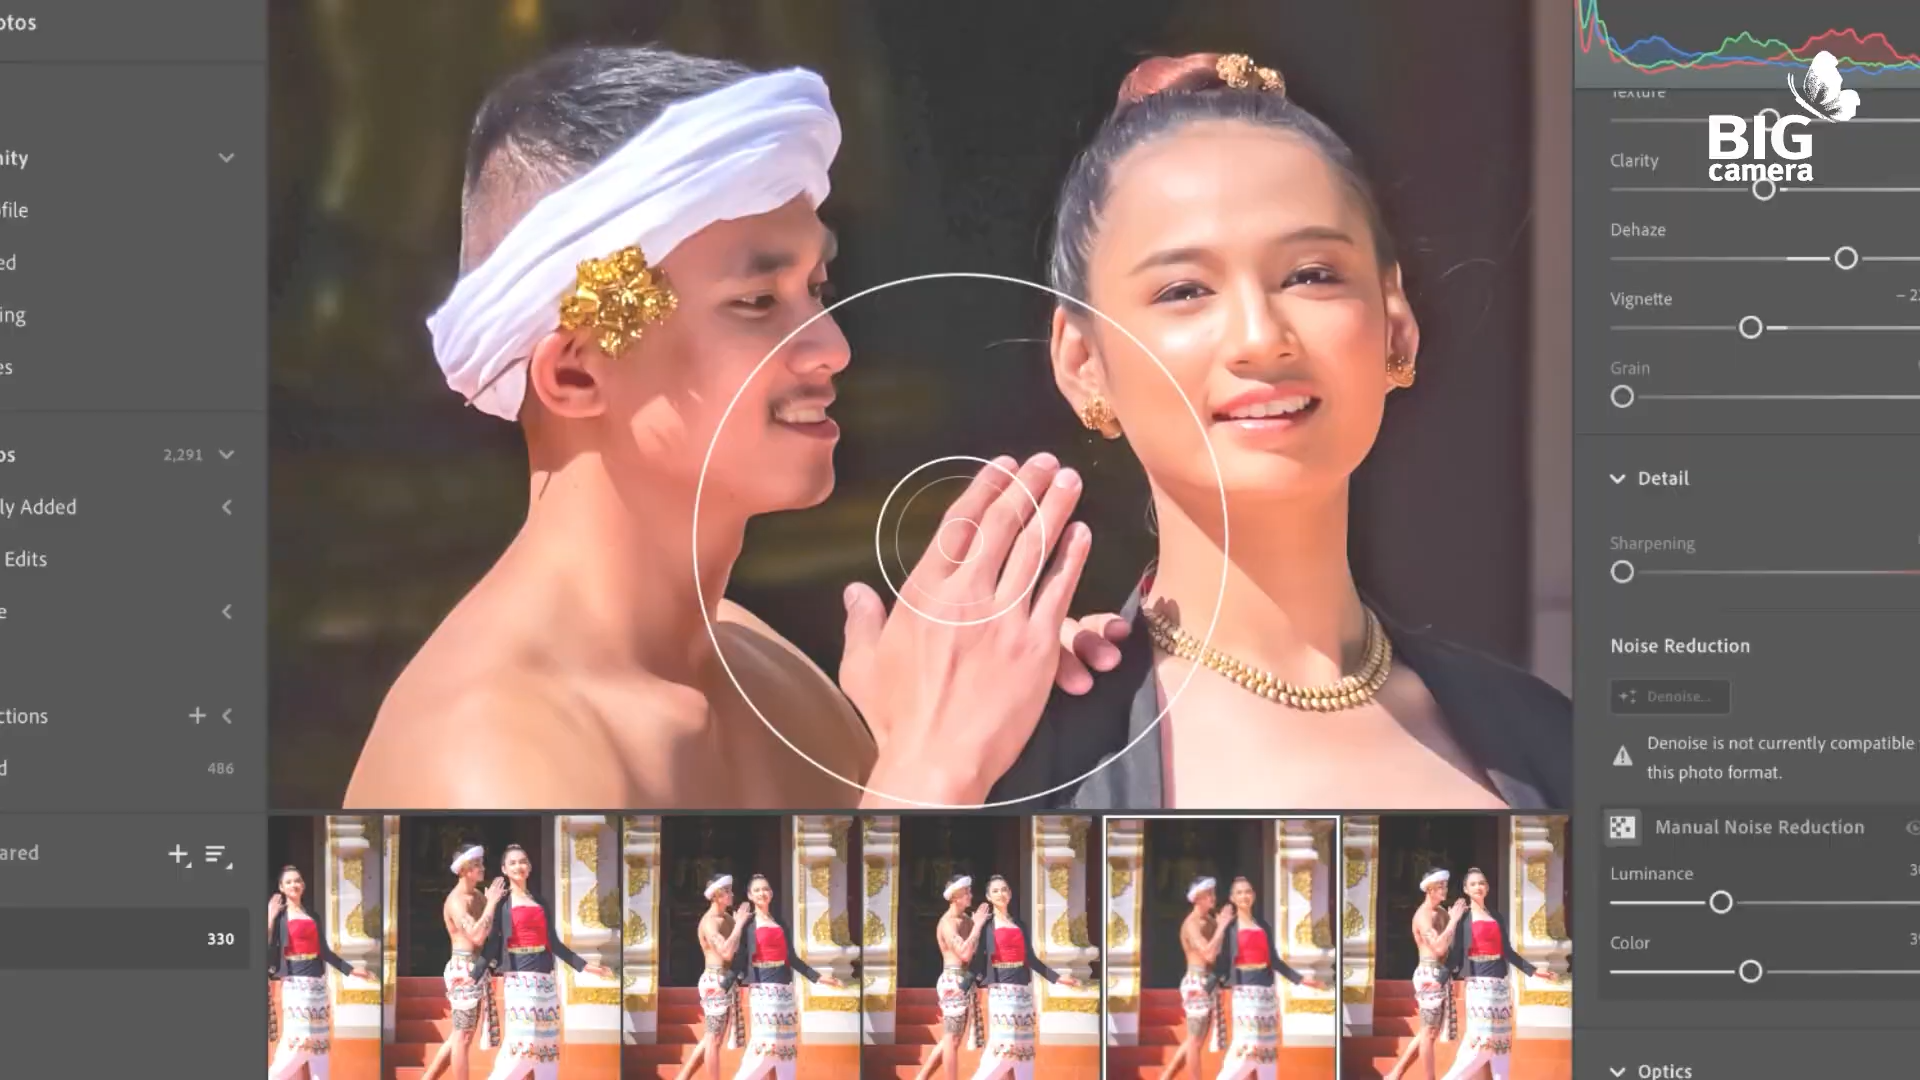 otos
ity
file
ed
ing
es
os 2,291
ly Added
Edits
e
ctions
d 486
ared
330
BIG
camera
Texture
Clarity
Dehaze
Vignette
Grain
Detail
Sharpening
Noise Reduction
Denoise...
Denoise is not currently compatible
this photo format.
Manual Noise Reduction
Luminance
Color
Optics